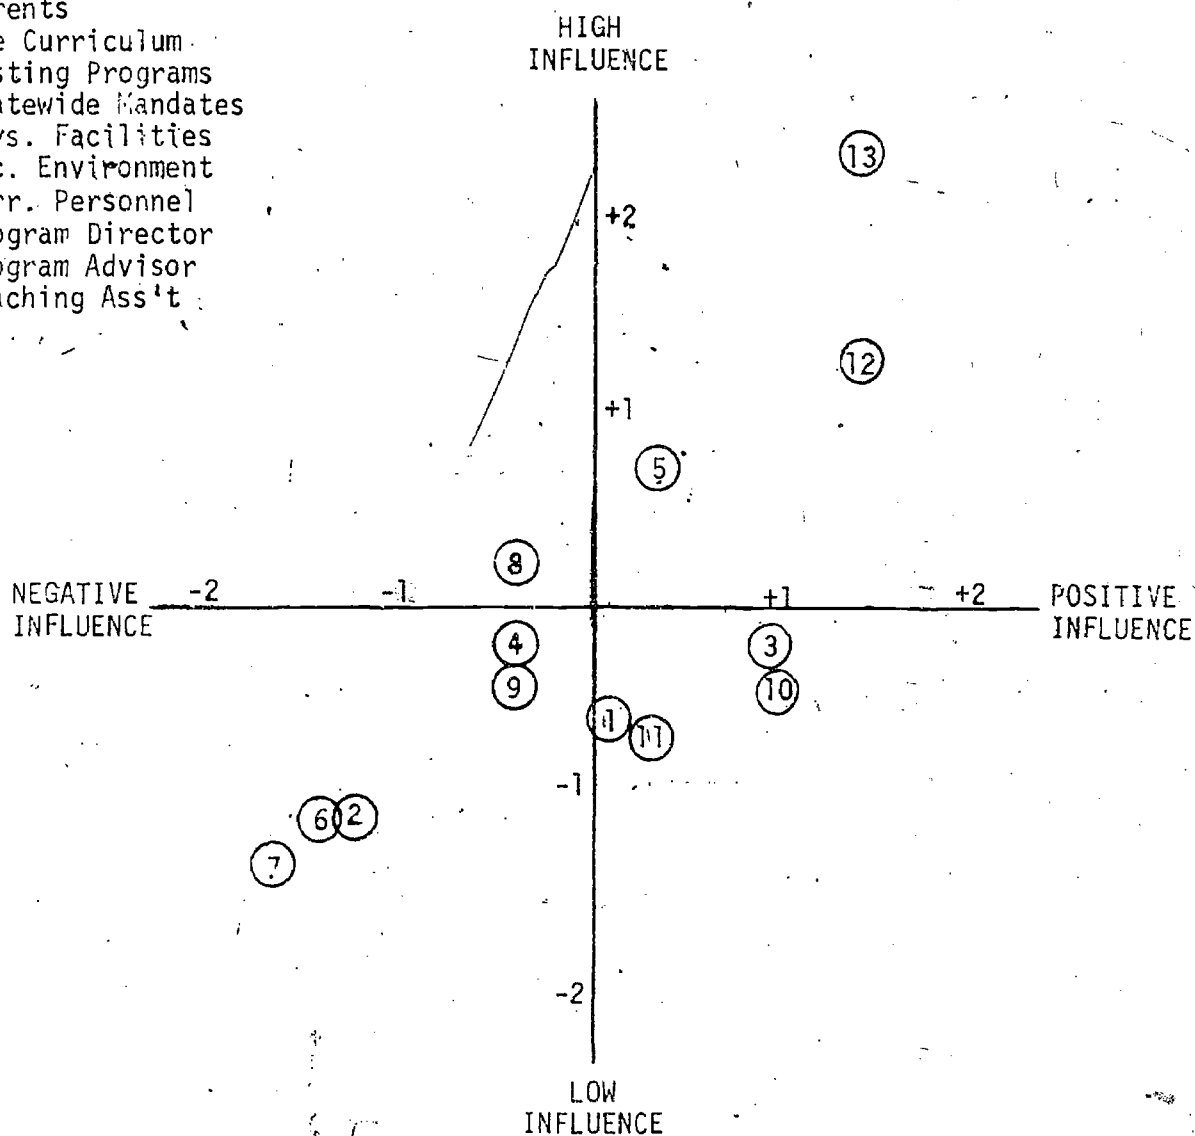 rents
e Curriculum
sting Programs
atewide Mandates
ys. Facilities
c. Environment
rr. Personnel
ogram Director
ogram Advisor
aching Ass't
HIGH
INFLUENCE
13
+2
12
+1
5
8
NEGATIVE
INFLUENCE
-2
-1
+1
+2
POSITIVE
INFLUENCE
4
3
9
10
1
11
-1
6
2
7
-2
LOW
INFLUENCE